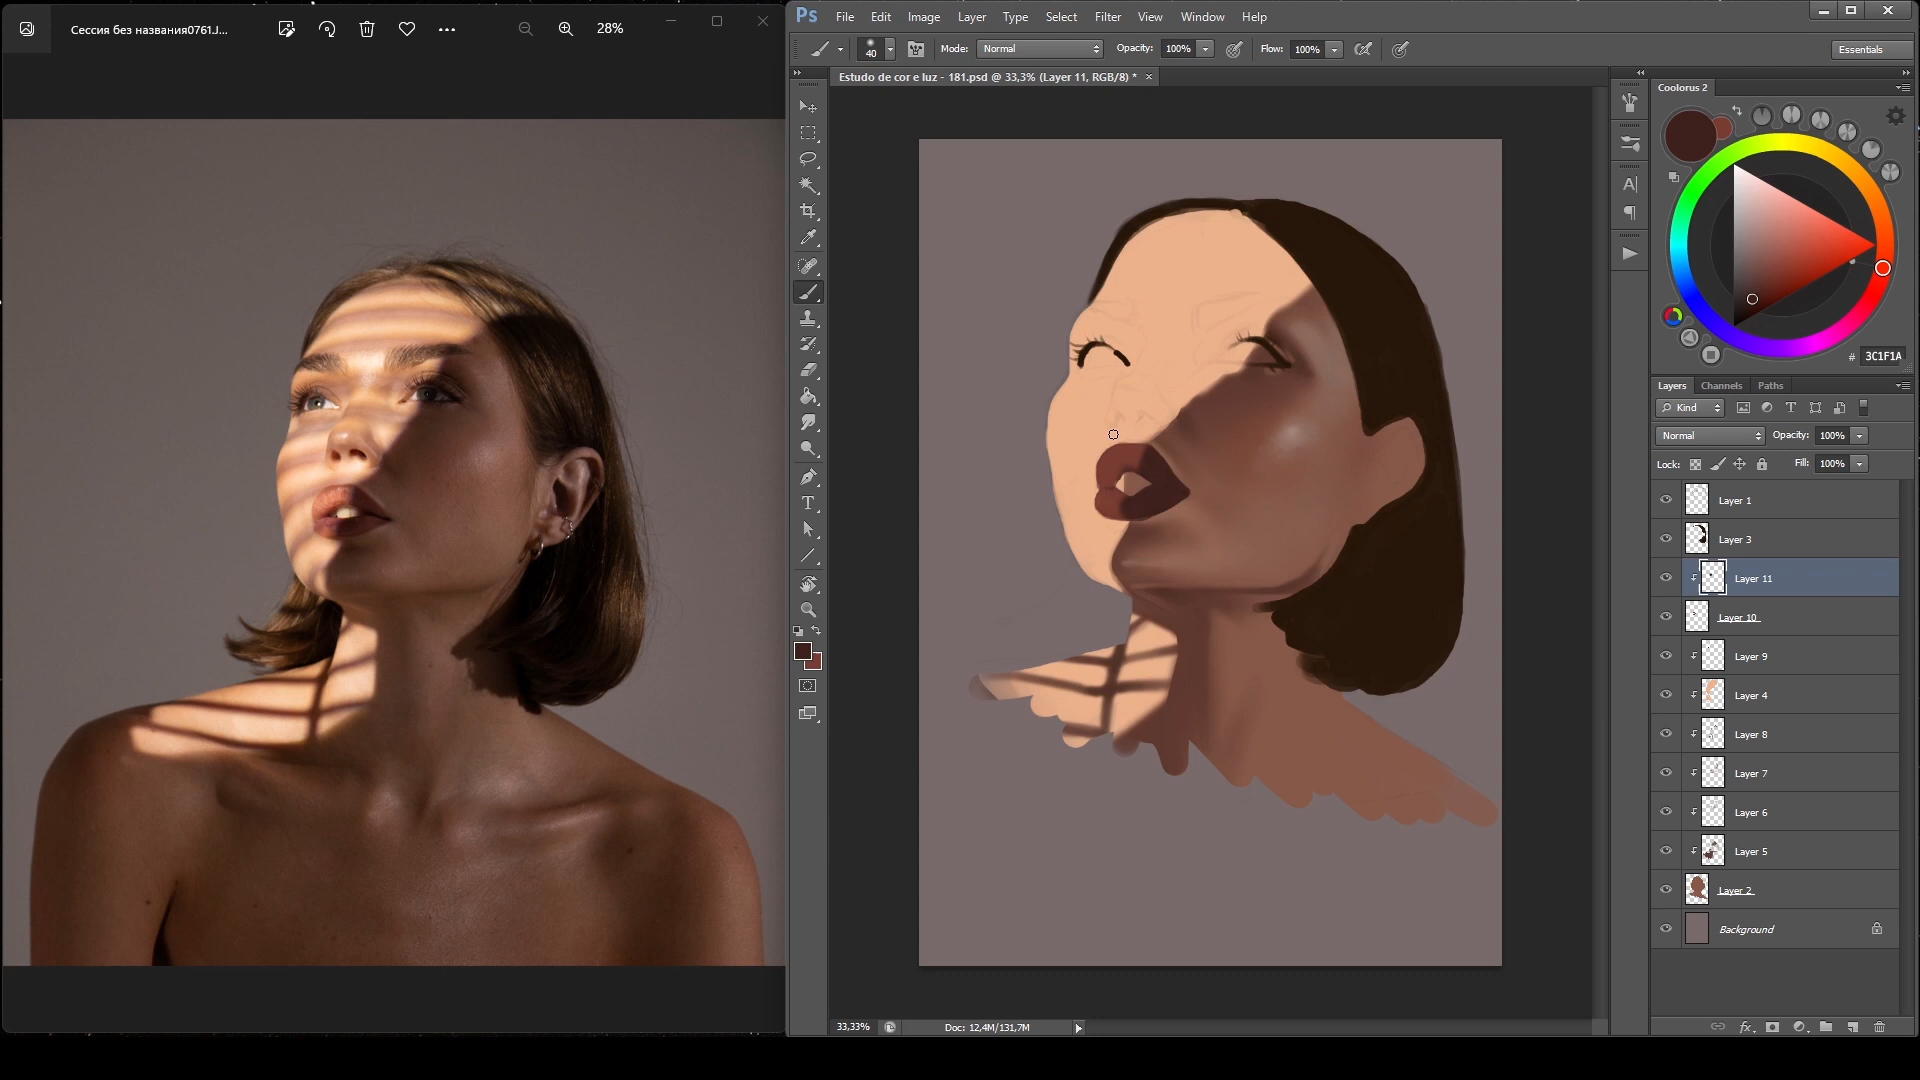 Сессия без названия0761J...
28%
Ps
File Edit Image Layer Type Select Filter View Window Help
40
Mode: Normal
Opacity: 100%
Flow: 100%
Essentials
Estudo de cor e luz - 181.psd @ 33,3% (Layer 11, RGB/8) *
Coolorus 2
# 3C1F1A
Layers Channels Paths
Kind
Normal
Opacity: 100%
Lock:
Fill: 100%
Layer 1
Layer 3
Layer 11
Layer 10
Layer 9
Layer 4
Layer 8
Layer 7
Layer 6
Layer 5
Layer 2
Background
33,33%
Doc: 12,4M/131,7M